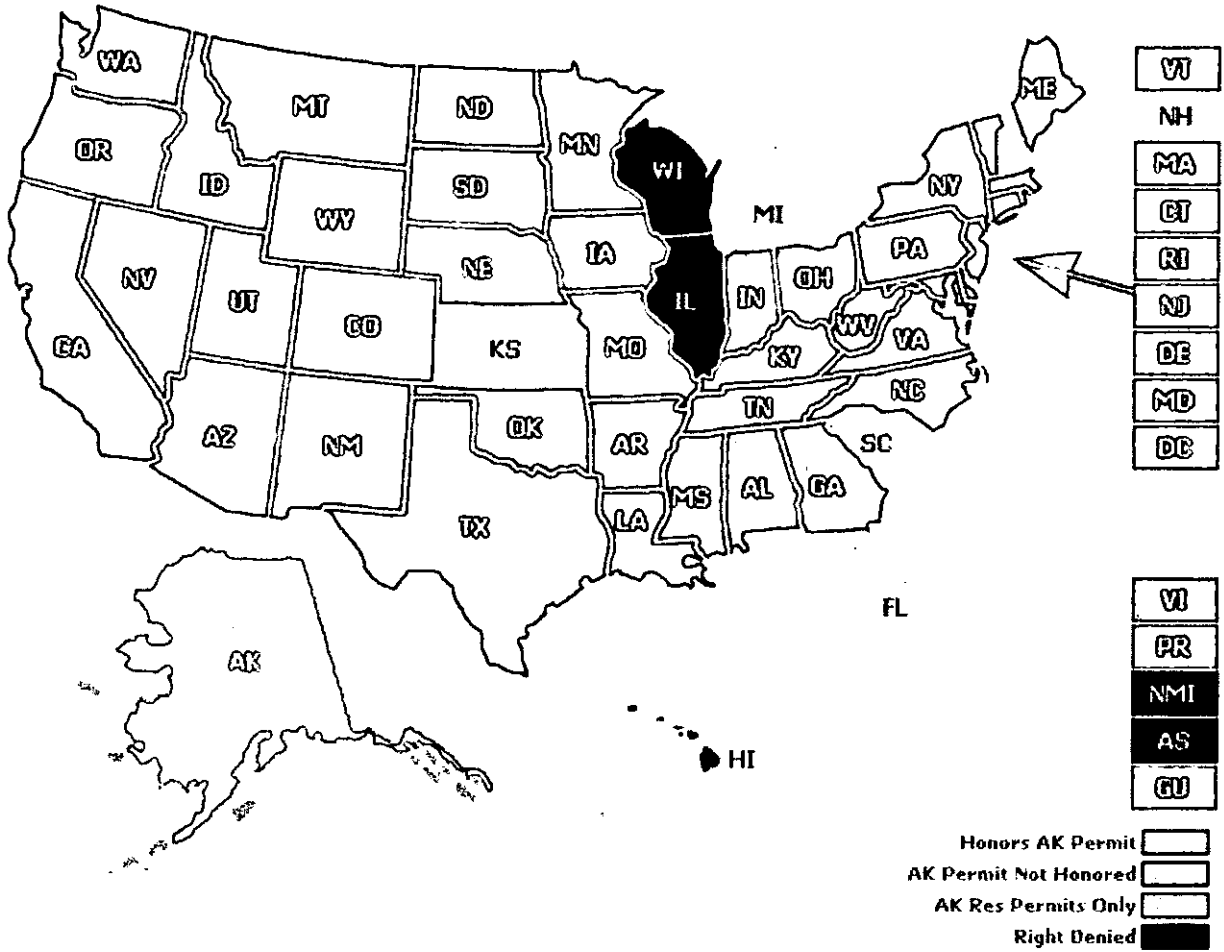 WA
MT
ND
MN
ME
VT
NH
OR
ID
SD
WI
NY
MA
WY
MI
CT
IA
PA
RI
NE
NV
UT
CO
IL
IN
OH
NJ
CA
KS
MO
WV
KY
VA
DE
MD
NC
TN
AZ
NM
OK
AR
SC
DC
MS
AL
GA
TX
LA
FL
VI
AK
PR
NMI
AS
HI
GU
Honors AK Permit
AK Permit Not Honored
AK Res Permits Only
Right Denied